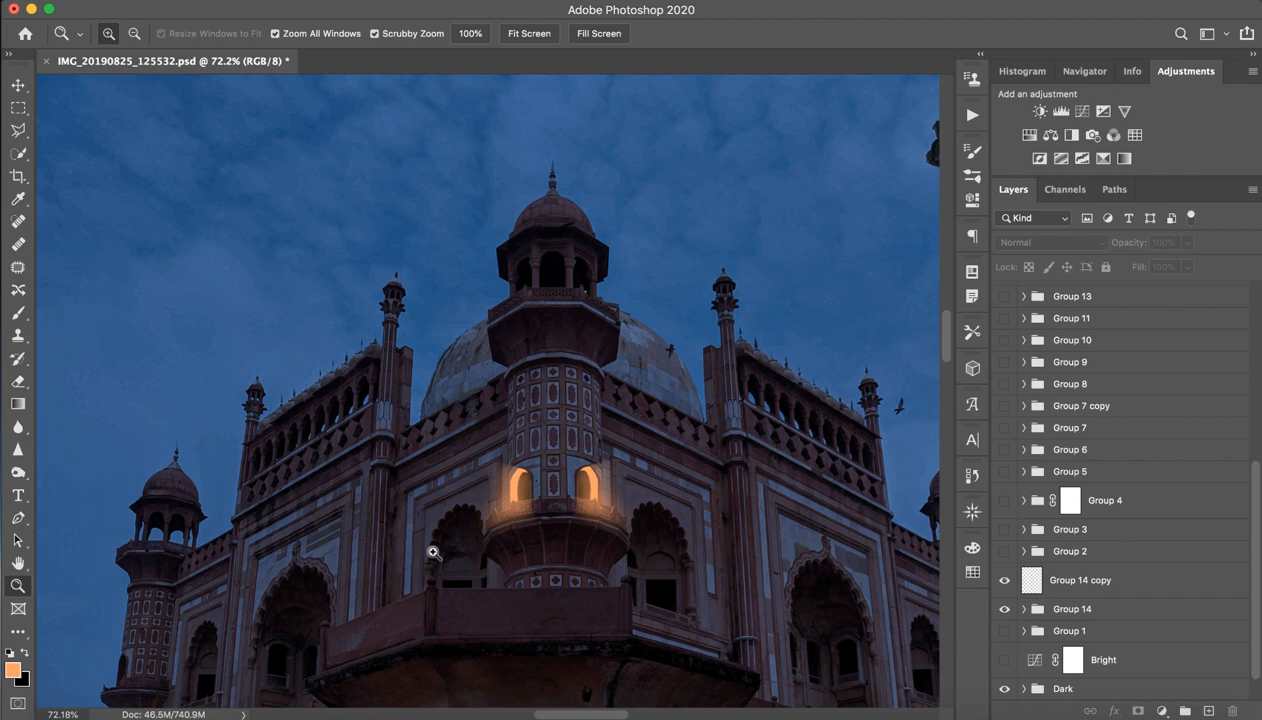 Adobe Photoshop 2020
Resize Windows to Fit
Zoom All Windows
Scrubby Zoom
100%
Fit Screen
Fill Screen
IMG_20190825_125532.psd @ 72.2% (RGB/8) *
Histogram
Navigator
Info
Adjustments
Add an adjustment
Layers
Channels
Paths
Kind
Normal
Opacity: 100%
Lock:
Fill: 100%
Group 13
Group 11
Group 10
Group 9
Group 8
Group 7 copy
Group 7
Group 6
Group 5
Group 4
Group 3
Group 2
Group 14 copy
Group 14
Group 1
Bright
Dark
72.18%
Doc: 46.5M/740.9M